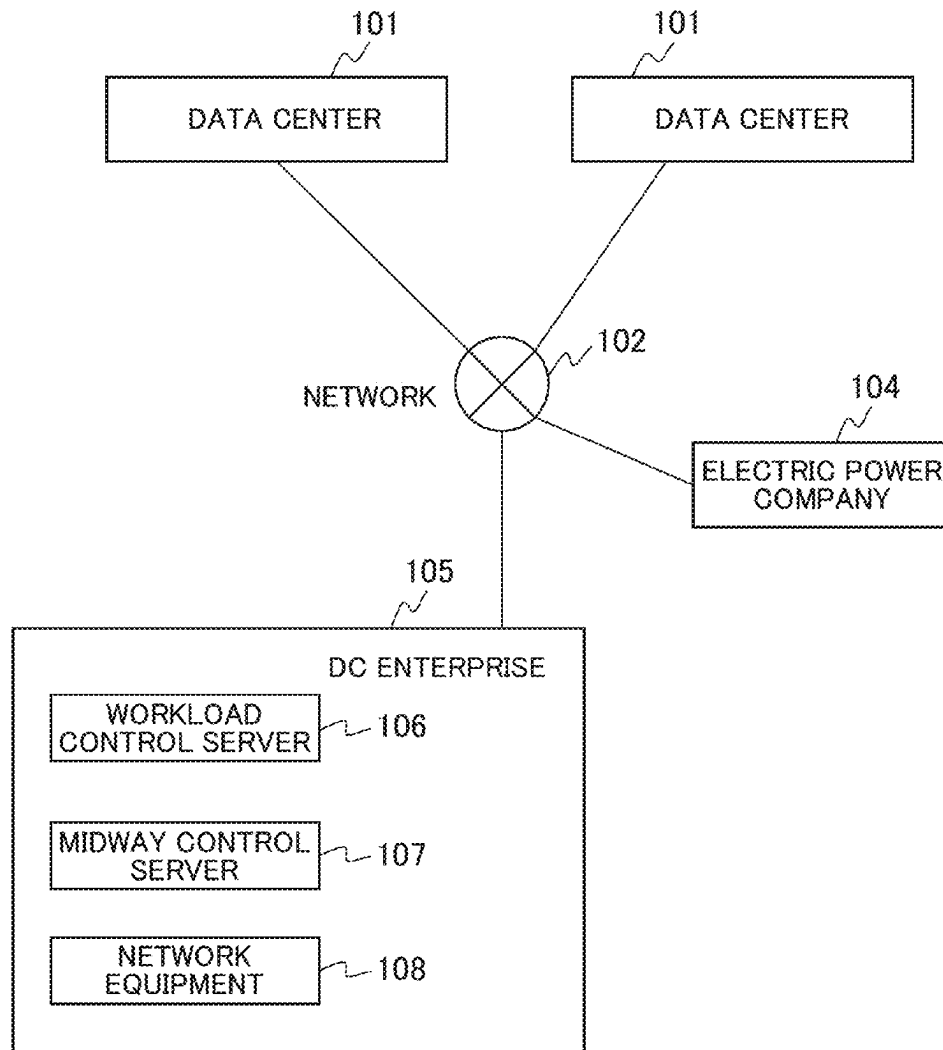 101
101
DATA CENTER
DATA CENTER
102
NETWORK
104
ELECTRIC POWER
COMPANY
105
DC ENTERPRISE
WORKLOAD
CONTROL SERVER
106
MIDWAY CONTROL
SERVER
107
NETWORK
EQUIPMENT
108